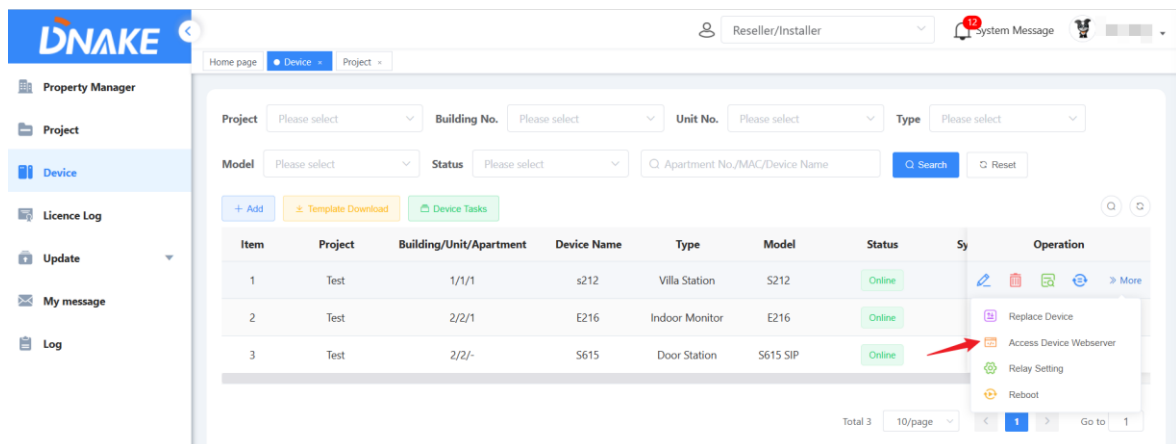 DNAKE
Reseller/Installer
12
System Message
Home page
Device ×
Project ×
Property Manager
Project
Device
Licence Log
Update
My message
Log
Project Please select Building No. Please select Unit No. Please select Type Please select
Model Please select Status Please select Apartment No./MAC/Device Name Search Reset
+ Add Template Download Device Tasks
Item Project Building/Unit/Apartment Device Name Type Model Status Sy Operation
1 Test 1/1/1 s212 Villa Station S212 Online » More
2 Test 2/2/1 E216 Indoor Monitor E216 Online
3 Test 2/2/- S615 Door Station S615 SIP Online
Replace Device
Access Device Webserver
Relay Setting
Reboot
Total 3 10/page < 1 > Go to 1